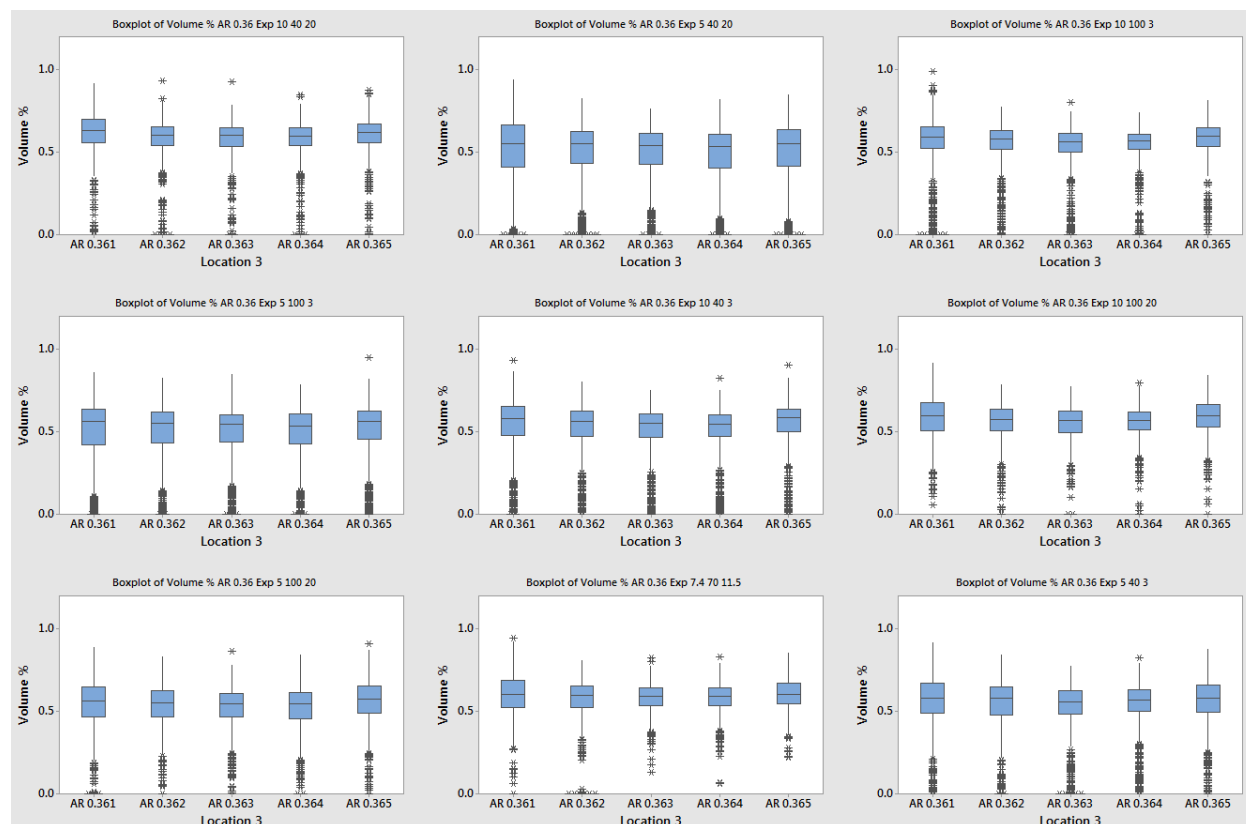 Boxplot of Volume % AR 0.36 Exp 10 40 20
Volume %
1.0
0.5
0.0
AR 0.361 AR 0.362 AR 0.363 AR 0.364 AR 0.365
Location 3
Boxplot of Volume % AR 0.36 Exp 5 40 20
Volume %
1.0
0.5
0.0
AR 0.361 AR 0.362 AR 0.363 AR 0.364 AR 0.365
Location 3
Boxplot of Volume % AR 0.36 Exp 10 100 3
Volume %
1.0
0.5
0.0
AR 0.361 AR 0.362 AR 0.363 AR 0.364 AR 0.365
Location 3
Boxplot of Volume % AR 0.36 Exp 5 100 3
Volume %
1.0
0.5
0.0
AR 0.361 AR 0.362 AR 0.363 AR 0.364 AR 0.365
Location 3
Boxplot of Volume % AR 0.36 Exp 10 40 3
Volume %
1.0
0.5
0.0
AR 0.361 AR 0.362 AR 0.363 AR 0.364 AR 0.365
Location 3
Boxplot of Volume % AR 0.36 Exp 10 100 20
Volume %
1.0
0.5
0.0
AR 0.361 AR 0.362 AR 0.363 AR 0.364 AR 0.365
Location 3
Boxplot of Volume % AR 0.36 Exp 5 100 20
Volume %
1.0
0.5
0.0
AR 0.361 AR 0.362 AR 0.363 AR 0.364 AR 0.365
Location 3
Boxplot of Volume % AR 0.36 Exp 7.4 70 11.5
Volume %
1.0
0.5
0.0
AR 0.361 AR 0.362 AR 0.363 AR 0.364 AR 0.365
Location 3
Boxplot of Volume % AR 0.36 Exp 5 40 3
Volume %
1.0
0.5
0.0
AR 0.361 AR 0.362 AR 0.363 AR 0.364 AR 0.365
Location 3